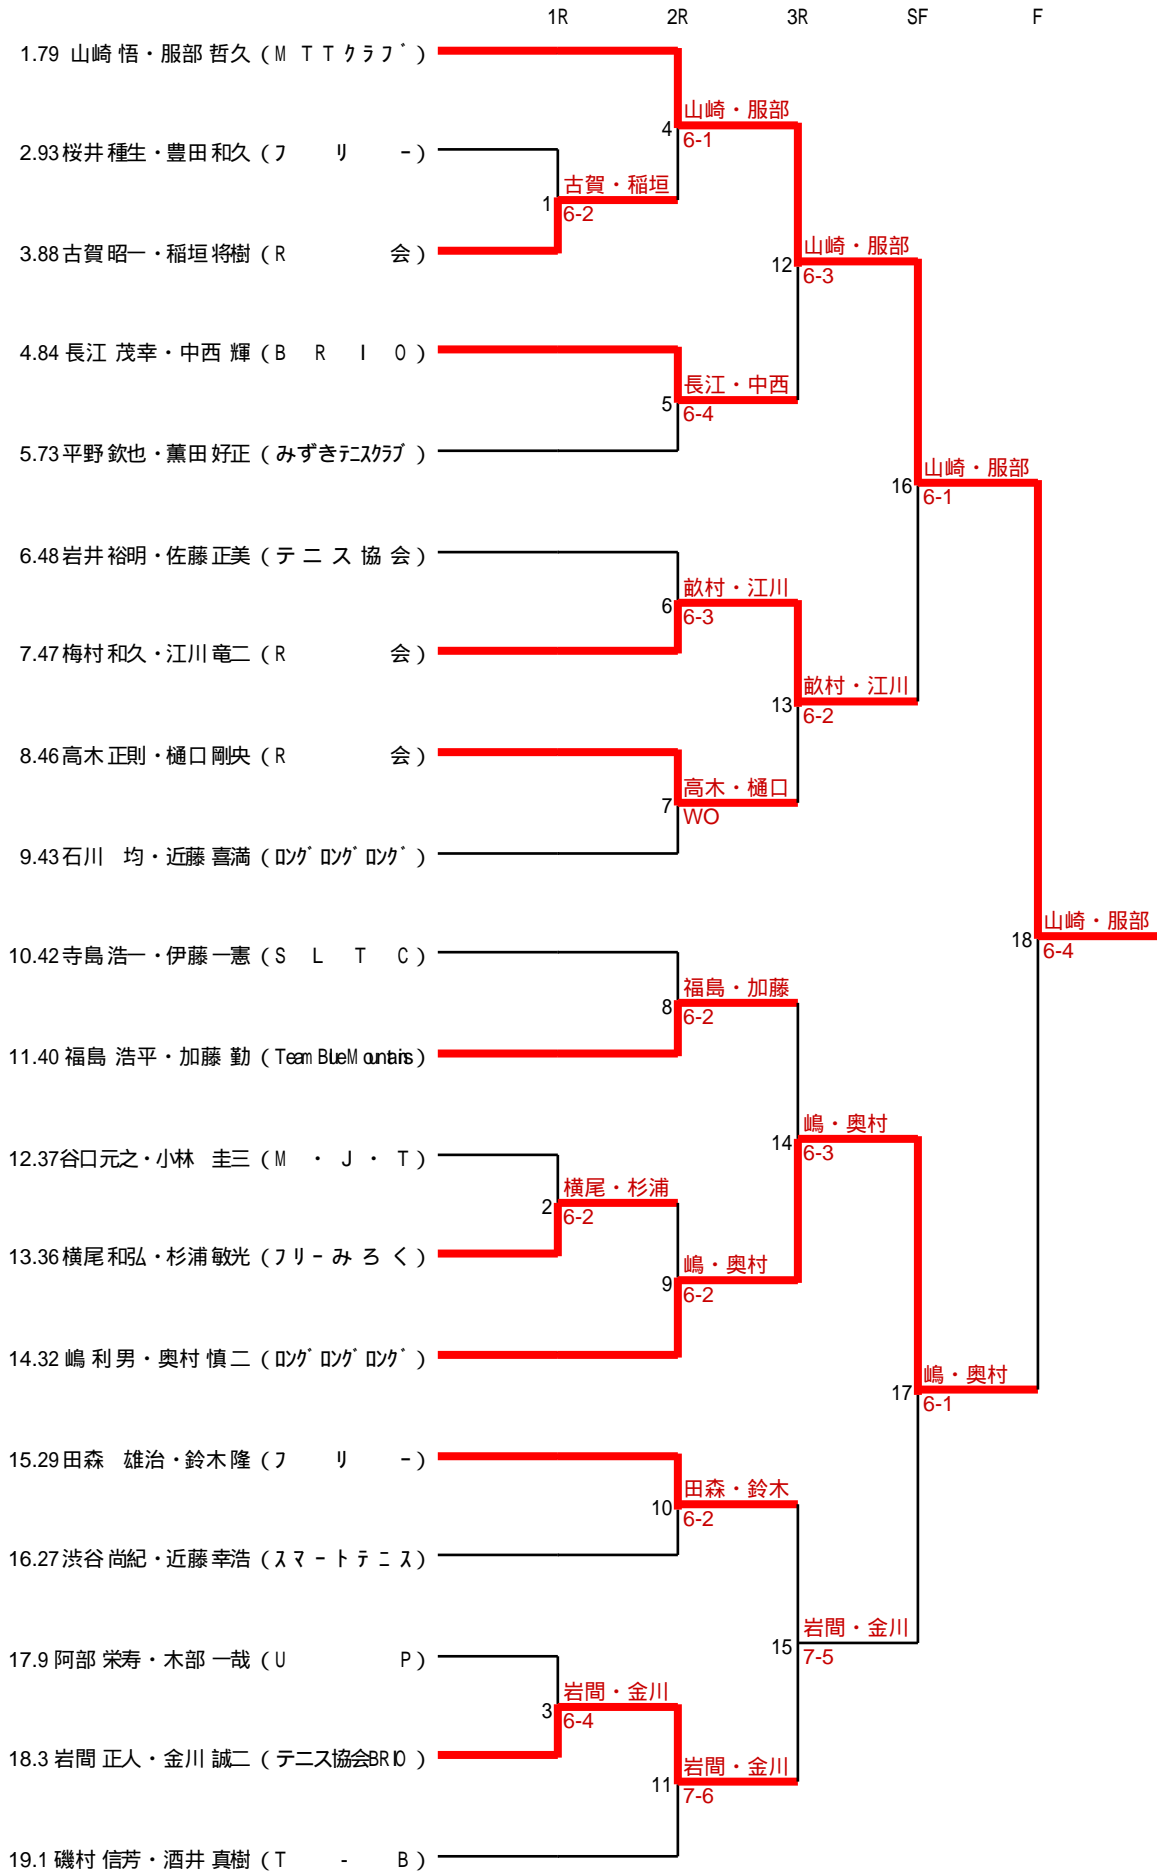 1R 2R 3R SF F
1.79 山崎 悟・服部 哲久 (M T T クラブ)
山崎・服部
4
6-1
2.93 桜井 種生・豊田 和久 (フ リ ー)
古賀・稲垣
1
6-2
3.88 古賀 昭一・稲垣 将樹 (R 会)
山崎・服部
12
6-3
4.84 長江 茂幸・中西 輝 (B R I O)
長江・中西
5
6-4
5.73 平野 欽也・薫田 好正 (みずきテニスクラブ)
山崎・服部
16
6-1
6.48 岩井 裕明・佐藤 正美 (テニス協会)
畝村・江川
6
6-3
7.47 梅村 和久・江川 竜二 (R 会)
畝村・江川
13
6-2
8.46 高木 正則・樋口 剛央 (R 会)
高木・樋口
7
WO
9.43 石川 均・近藤 喜満 (ロング ロング ロング)
山崎・服部
18
6-4
10.42 寺島 浩一・伊藤 一憲 (S L T C)
福島・加藤
8
6-2
11.40 福島 浩平・加藤 勤 (Team BlueMountains)
嶋・奥村
14
6-3
12.37 谷口元之・小林 圭三 (M ・ J ・ T)
横尾・杉浦
2
6-2
13.36 横尾 和弘・杉浦 敏光 (フリーみろく)
嶋・奥村
9
6-2
14.32 嶋 利男・奥村 慎二 (ロング ロング ロング)
嶋・奥村
17
6-1
15.29 田森 雄治・鈴木 隆 (フ リ ー)
田森・鈴木
10
6-2
16.27 渋谷 尚紀・近藤 幸浩 (スマートテニス)
岩間・金川
15
7-5
17.9 阿部 栄寿・木部 一哉 (U P)
岩間・金川
3
6-4
18.3 岩間 正人・金川 誠二 (テニス協会BRIO)
岩間・金川
11
7-6
19.1 磯村 信芳・酒井 真樹 (T - B)